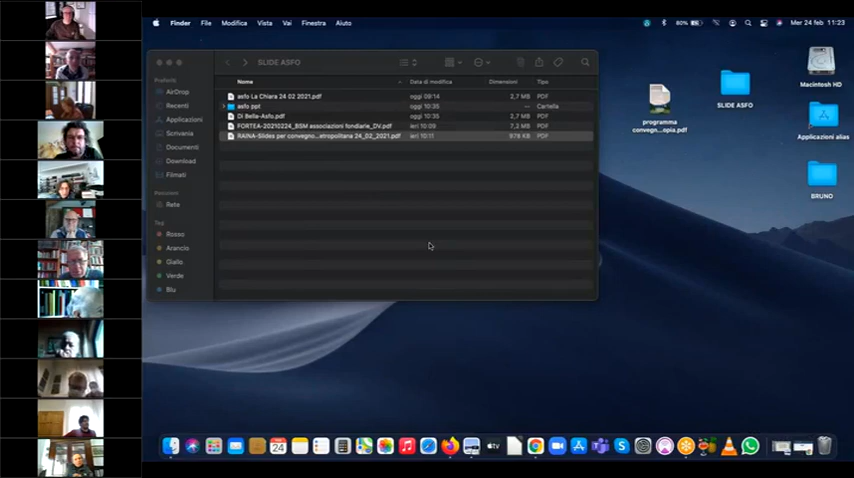 Finder File Modifica Vista Vai Finestra Aiuto 80% Mer 24 feb 11:23
SLIDE ASFO
Preferiti
AirDrop
Recenti
Applicazioni
Scrivania
Documenti
Download
Filmati
Rete
Tag
Rosso
Arancio
Giallo
Verde
Blu
Nome Data di modifica Dimensioni Tipo
asfo La Chiara 24 02 2021.pdf oggi 09:14 2,7 MB PDF
asfo ppt oggi 10:35 -- Cartella
Di Bella-Asfo.pdf oggi 10:35 2,7 MB PDF
FORTEA-20210224_BSM associazioni fondiarie_DV.pdf ieri 10:09 7,2 MB PDF
RAINA-Slides per convegno...etropolitana 24_02_2021.pdf ieri 10:11 978 KB PDF
programma
convegn...opia.pdf
SLIDE ASFO
Macintosh HD
Applicazioni alias
BRUNO
FEB
24
tv